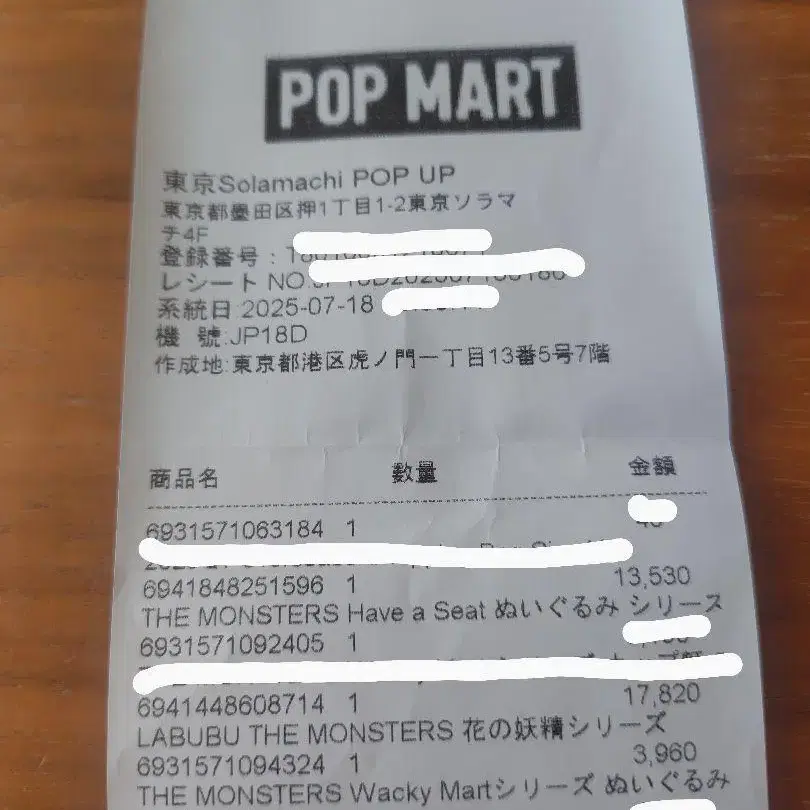 POP MART
東京Solamachi POP UP
東京都墨田区押1丁目1-2東京ソラマ
チ4F
登録番号:
レシート NO.
系統日:2025-07-18
機 號:JP18D
作成地:東京都港区虎ノ門一丁目13番5号7階
商品名 数量 金額
6931571063184 1
6941848251596 1 13,530
THE MONSTERS Have a Seat ぬいぐるみ シリーズ
6931571092405 1
6941448608714 1 17,820
LABUBU THE MONSTERS 花の妖精シリーズ
6931571094324 1 3,960
THE MONSTERS Wacky Martシリーズ ぬいぐるみ